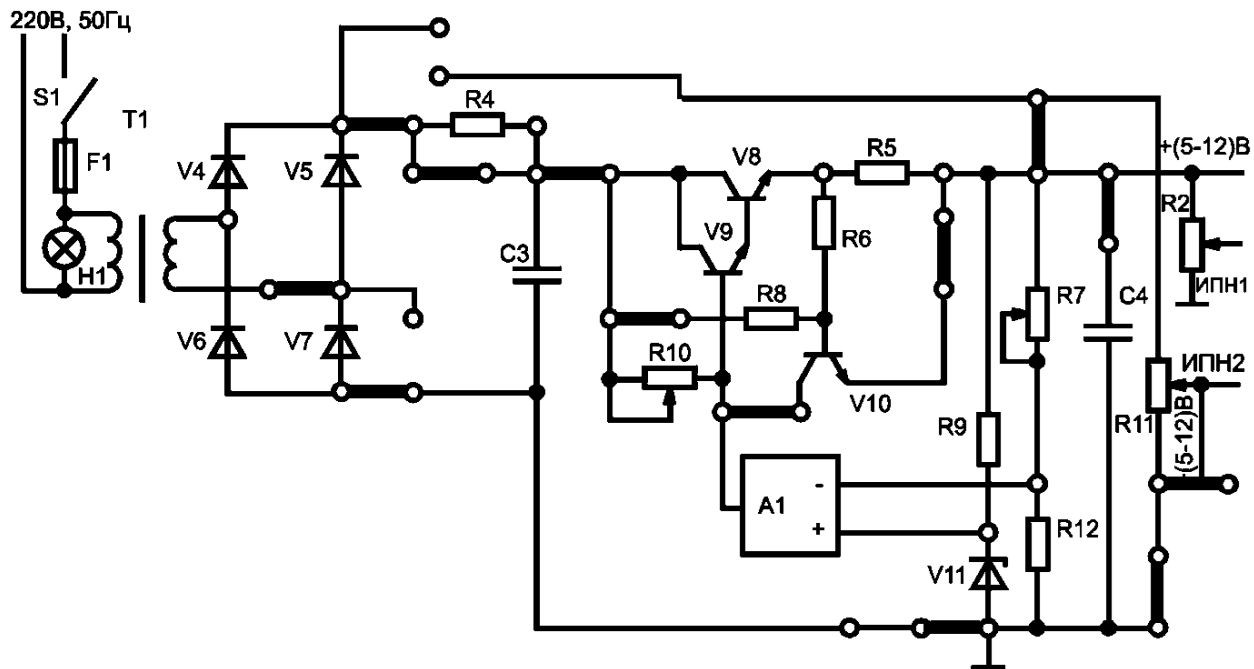 220В, 50Гц
S1
T1
F1
H1
V4
V5
V6
V7
R4
C3
V8
V9
R5
R6
R8
R10
V10
A1
-
+
R9
V11
R7
R12
C4
+(5-12)В
R2
ИПН1
ИПН2
R11
-(5-12)В